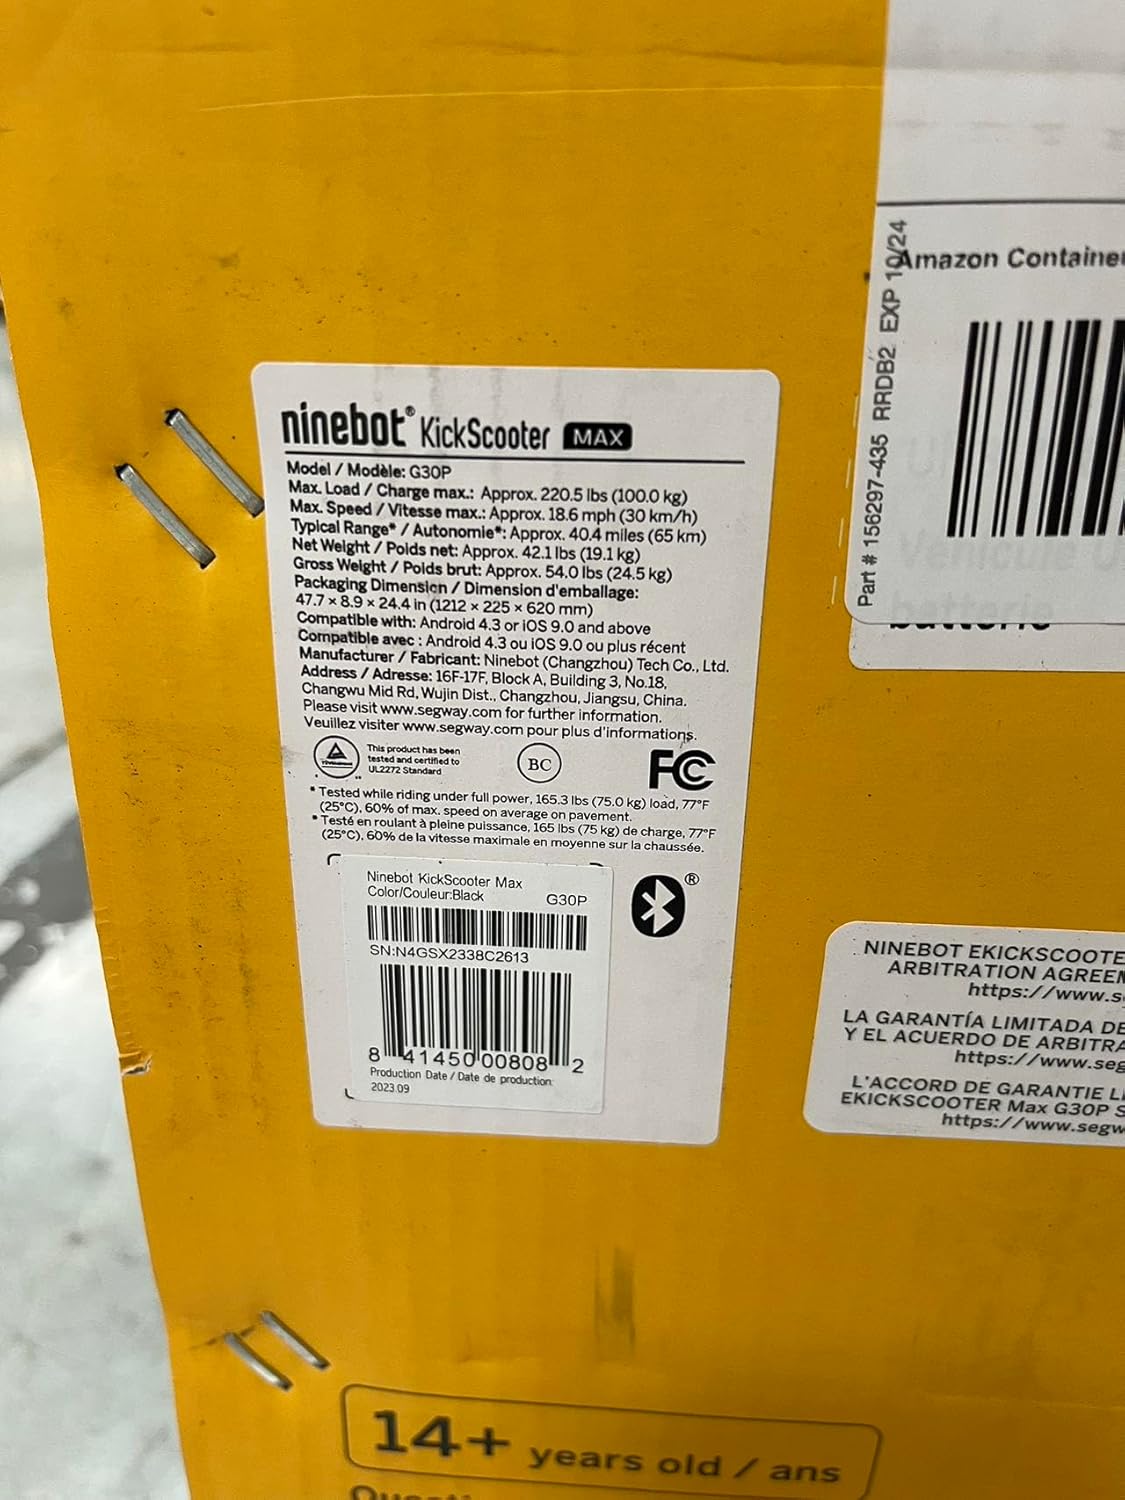 ninebot® KickScooter MAX
Model / Modèle: G30P
Max. Load / Charge max.: Approx. 220.5 lbs (100.0 kg)
Max. Speed / Vitesse max.: Approx. 18.6 mph (30 km/h)
Typical Range* / Autonomie*: Approx. 40.4 miles (65 km)
Net Weight / Poids net: Approx. 42.1 lbs (19.1 kg)
Gross Weight / Poids brut: Approx. 54.0 lbs (24.5 kg)
Packaging Dimension / Dimension d'emballage:
47.7 × 8.9 × 24.4 in (1212 × 225 × 620 mm)
Compatible with: Android 4.3 or iOS 9.0 and above
Compatible avec : Android 4.3 ou iOS 9.0 ou plus récent
Manufacturer / Fabricant: Ninebot (Changzhou) Tech Co., Ltd.
Address / Adresse: 16F-17F, Block A, Building 3, No.18,
Changwu Mid Rd, Wujin Dist., Changzhou, Jiangsu, China.
Please visit www.segway.com for further information.
Veuillez visiter www.segway.com pour plus d'informations.
This product has been
tested and certified to
UL2272 Standard
BC
FC
* Tested while riding under full power, 165.3 lbs (75.0 kg) load, 77°F
(25°C), 60% of max. speed on average on pavement.
* Testé en roulant à pleine puissance, 165 lbs (75 kg) de charge, 77°F
(25°C), 60% de la vitesse maximale en moyenne sur la chaussée.
Ninebot KickScooter Max
Color/Couleur:Black G30P
SN:N4GSX2338C2613
8 41450 00808 2
Production Date / Date de production:
2023.09
®
Amazon Container
Part # 156297-435 RRDB2 EXP 10/24
batterie
NINEBOT EKICKSCOOTE
ARBITRATION AGREEM
https://www.s
LA GARANTÍA LIMITADA DE
Y EL ACUERDO DE ARBITRA
https://www.seg
L'ACCORD DE GARANTIE LI
EKICKSCOOTER Max G30P S
https://www.segw
14+ years old / ans